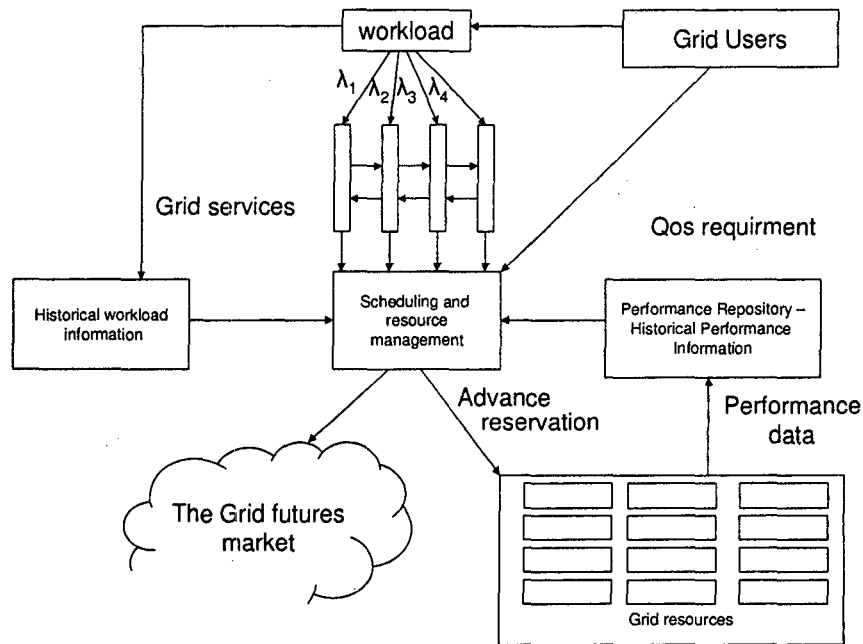 workload
Grid Users
λ1 λ2 λ3 λ4
Grid services
Qos requirment
Historical workload
information
Scheduling and
resource
management
Performance Repository –
Historical Performance
Information
Advance
reservation
Performance
data
The Grid futures
market
Grid resources